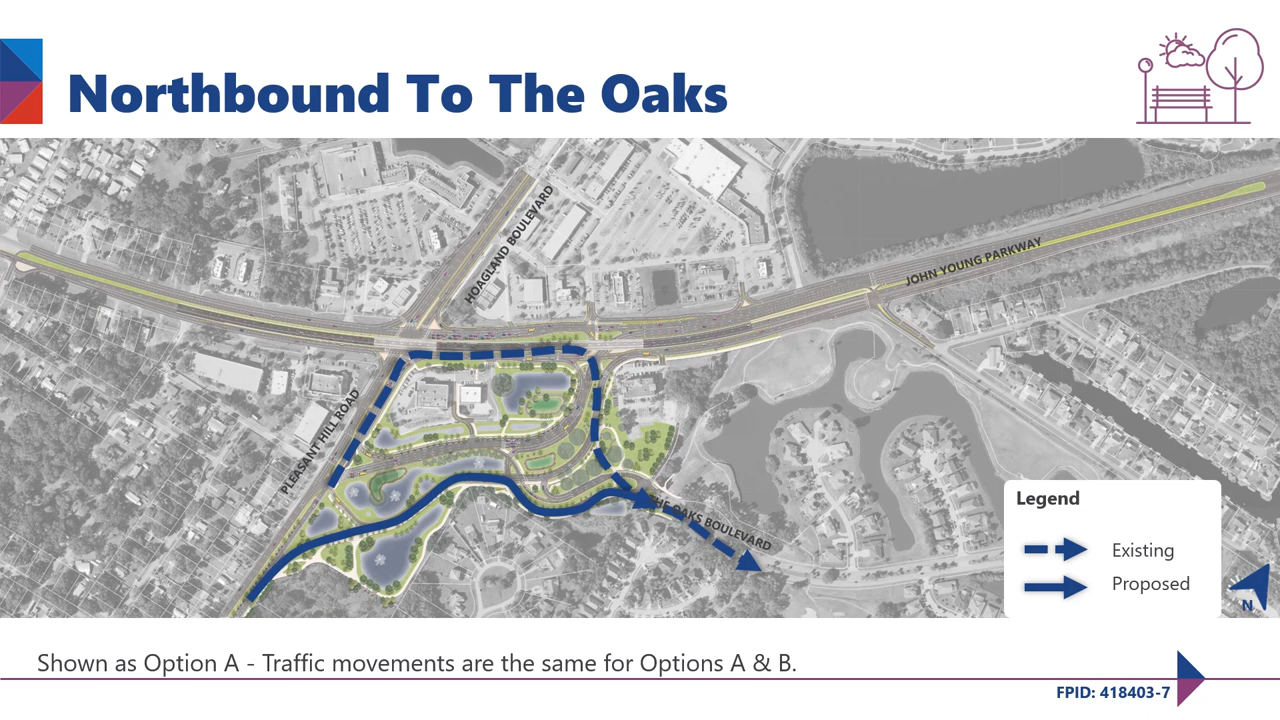 Northbound To The Oaks
HOAGLAND BOULEVARD
JOHN YOUNG PARKWAY
PLEASANT HILL ROAD
THE OAKS BOULEVARD
Legend
Existing
Proposed
N
Shown as Option A - Traffic movements are the same for Options A & B.
FPID: 418403-7